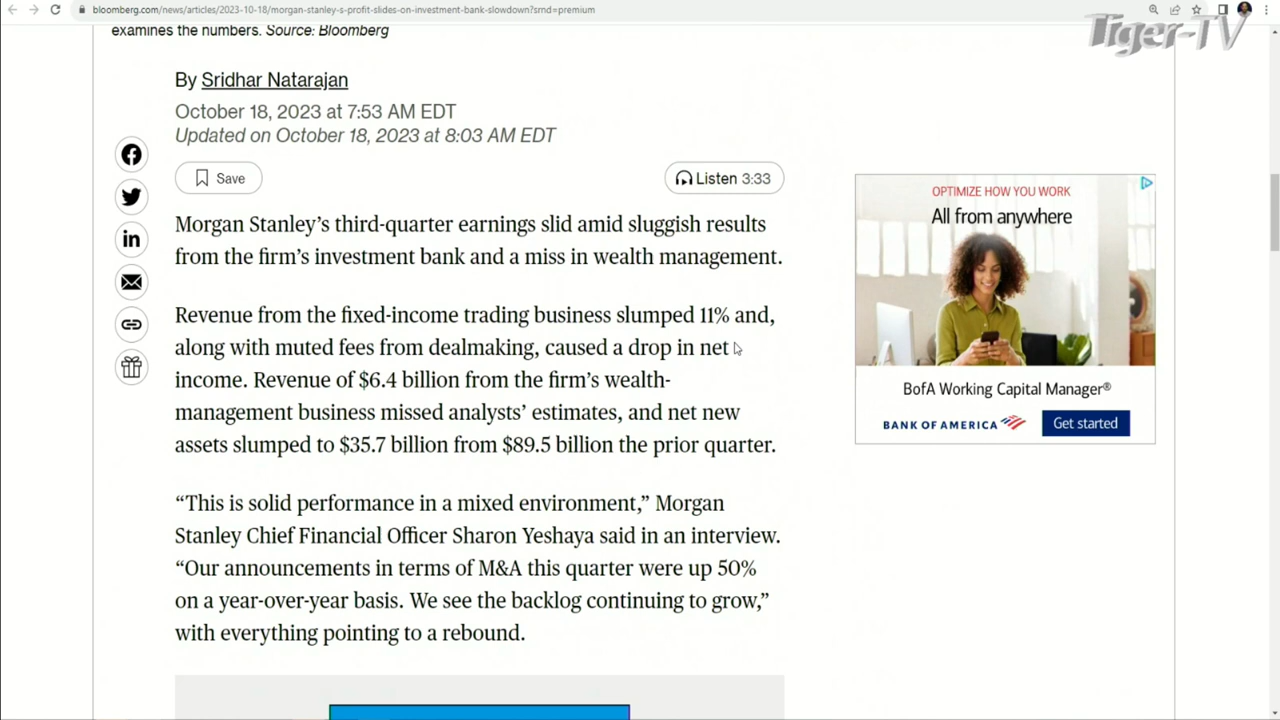 bloomberg.com/news/articles/2023-10-18/morgan-stanley-s-profit-slides-on-investment-bank-slowdown?srnd=premium
Tiger-TV
examines the numbers. Source: Bloomberg
By Sridhar Natarajan
October 18, 2023 at 7:53 AM EDT
Updated on October 18, 2023 at 8:03 AM EDT
Save
Listen 3:33
Morgan Stanley’s third-quarter earnings slid amid sluggish results
from the firm’s investment bank and a miss in wealth management.
Revenue from the fixed-income trading business slumped 11% and,
along with muted fees from dealmaking, caused a drop in net
income. Revenue of $6.4 billion from the firm’s wealth-
management business missed analysts’ estimates, and net new
assets slumped to $35.7 billion from $89.5 billion the prior quarter.
“This is solid performance in a mixed environment,” Morgan
Stanley Chief Financial Officer Sharon Yeshaya said in an interview.
“Our announcements in terms of M&A this quarter were up 50%
on a year-over-year basis. We see the backlog continuing to grow,”
with everything pointing to a rebound.
OPTIMIZE HOW YOU WORK
All from anywhere
BofA Working Capital Manager®
BANK OF AMERICA
Get started